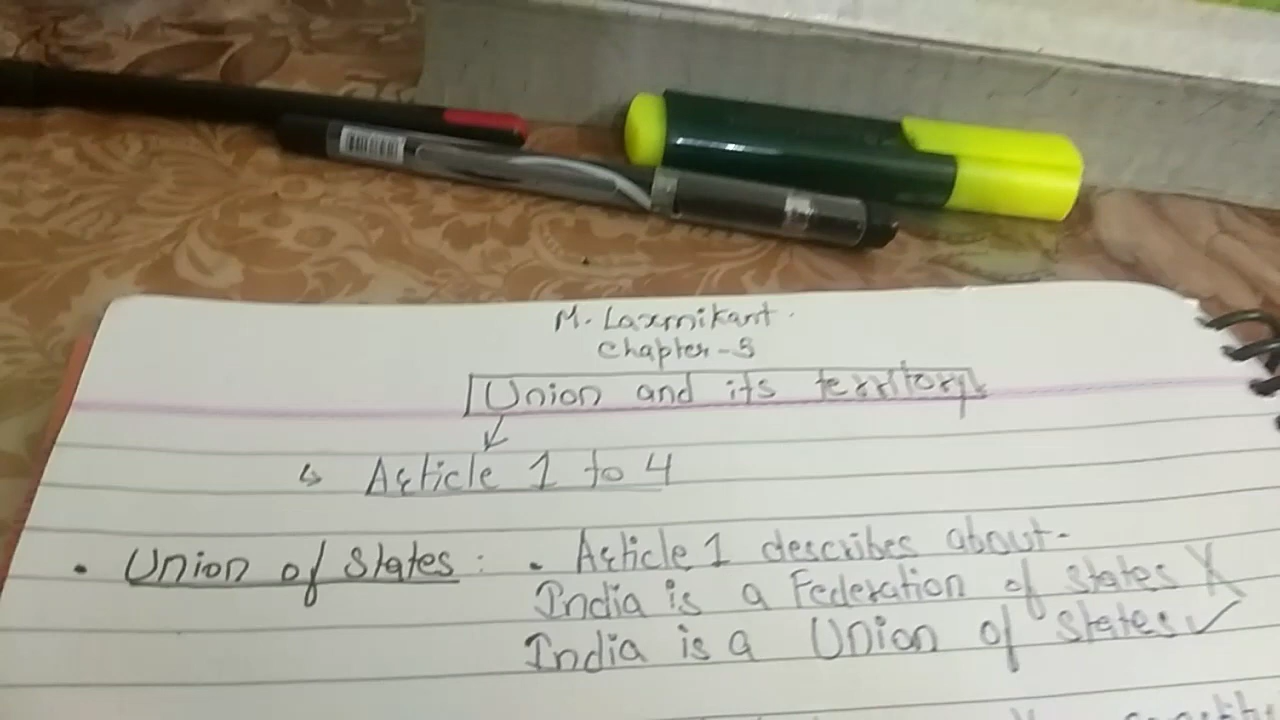 M. Laxmikant.
Chapter-5
Union and its territory
↳ Article 1 to 4
• Union of States : • Article 1 describes about-
India is a Federation of states X
India is a Union of states ✓